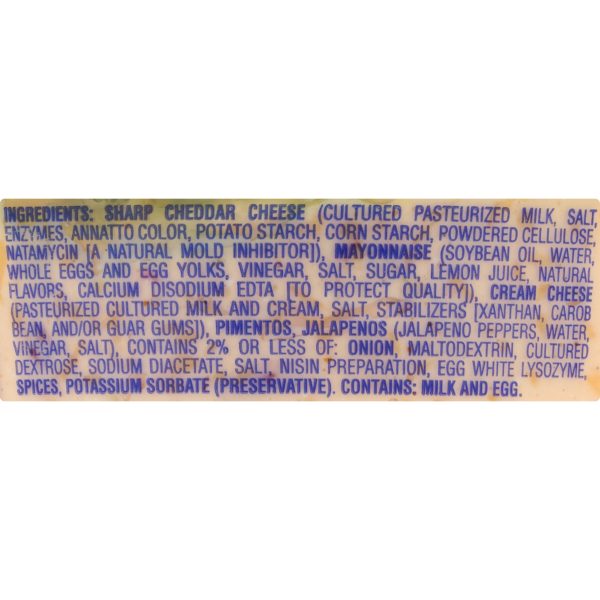 INGREDIENTS: SHARP CHEDDAR CHEESE (CULTURED PASTEURIZED MILK, SALT,
ENZYMES, ANNATTO COLOR, POTATO STARCH, CORN STARCH, POWDERED CELLULOSE,
NATAMYCIN [A NATURAL MOLD INHIBITOR]), MAYONNAISE (SOYBEAN OIL, WATER,
WHOLE EGGS AND EGG YOLKS, VINEGAR, SALT, SUGAR, LEMON JUICE, NATURAL
FLAVORS, CALCIUM DISODIUM EDTA [TO PROTECT QUALITY]), CREAM CHEESE
(PASTEURIZED CULTURED MILK AND CREAM, SALT, STABILIZERS [XANTHAN, CAROB
BEAN, AND/OR GUAR GUMS]), PIMENTOS, JALAPENOS (JALAPENO PEPPERS, WATER,
VINEGAR, SALT), CONTAINS 2% OR LESS OF: ONION, MALTODEXTRIN, CULTURED
DEXTROSE, SODIUM DIACETATE, SALT, NISIN PREPARATION, EGG WHITE LYSOZYME,
SPICES, POTASSIUM SORBATE (PRESERVATIVE). CONTAINS: MILK AND EGG.